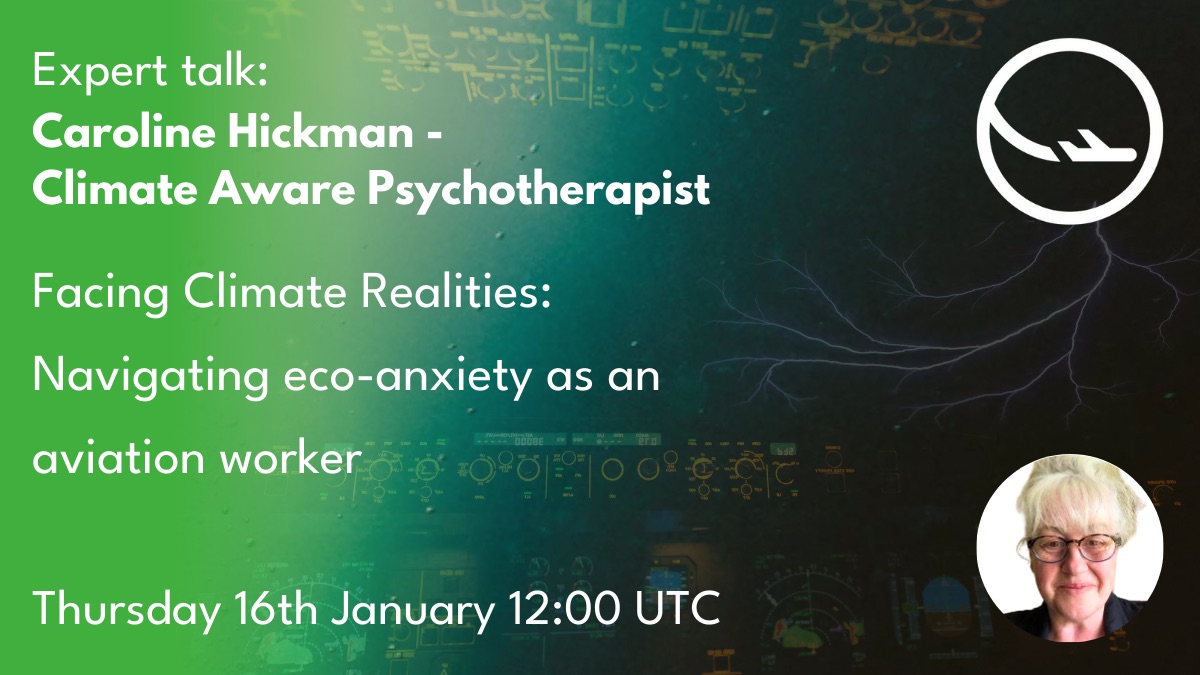 Expert talk:
Caroline Hickman -
Climate Aware Psychotherapist
Facing Climate Realities:
Navigating eco-anxiety as an
aviation worker
Thursday 16th January 12:00 UTC